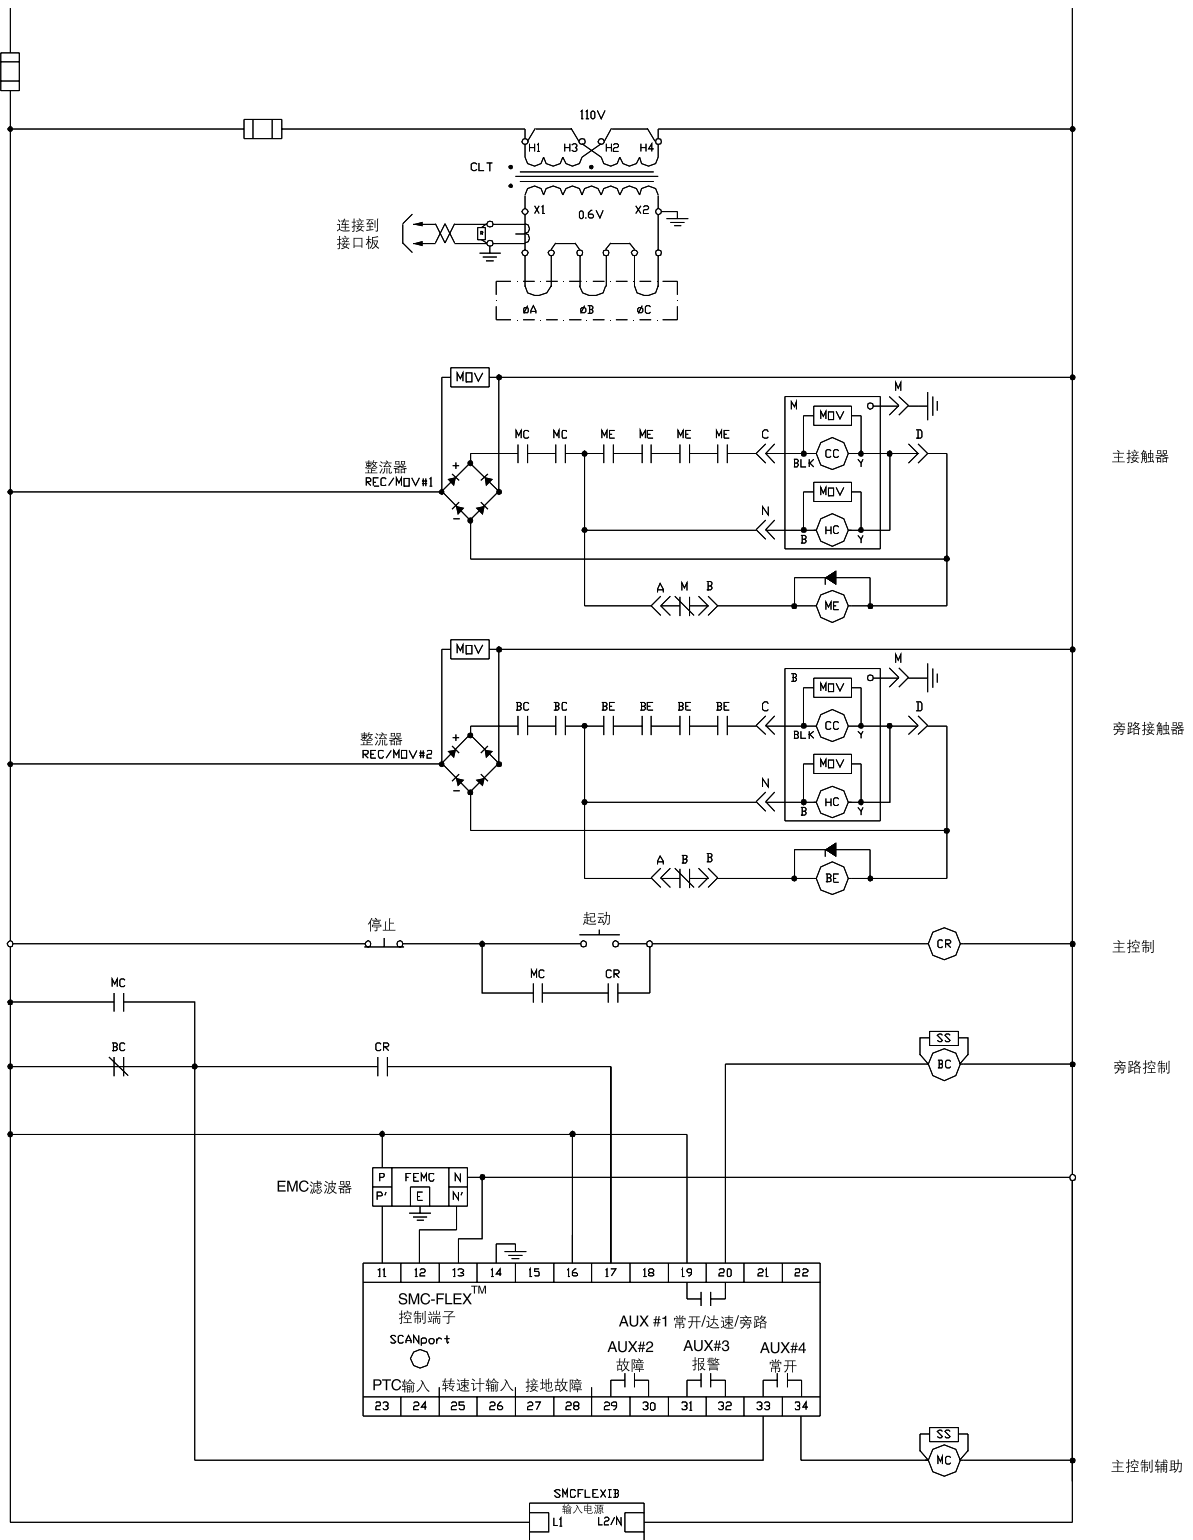 110V
H1 H3 H2 H4
CLT
X1 0.6V X2
连接到
接口板
øA øB øC
MOV
M
M MOV
MC MC ME ME ME ME C CC D
BLK Y
主接触器
整流器
REC/MOV#1
+
-
MOV
N HC
B Y
A M B
ME
MOV
M
B MOV
BC BC BE BE BE BE C CC D
BLK Y
旁路接触器
整流器
REC/MOV#2
+
-
MOV
N HC
B Y
A B B
BE
停止 起动
CR 主控制
MC CR
MC
SS
BC CR BC 旁路控制
P FEMC N
EMC滤波器
P' E N'
11 12 13 14 15 16 17 18 19 20 21 22
SMC-FLEX™
控制端子
AUX #1 常开/达速/旁路
SCANport
AUX#2 AUX#3 AUX#4
故障 报警 常开
PTC输入 转速计输入 接地故障
23 24 25 26 27 28 29 30 31 32 33 34
SS
MC 主控制辅助
SMCFLEXIB
输入电源
L1 L2/N